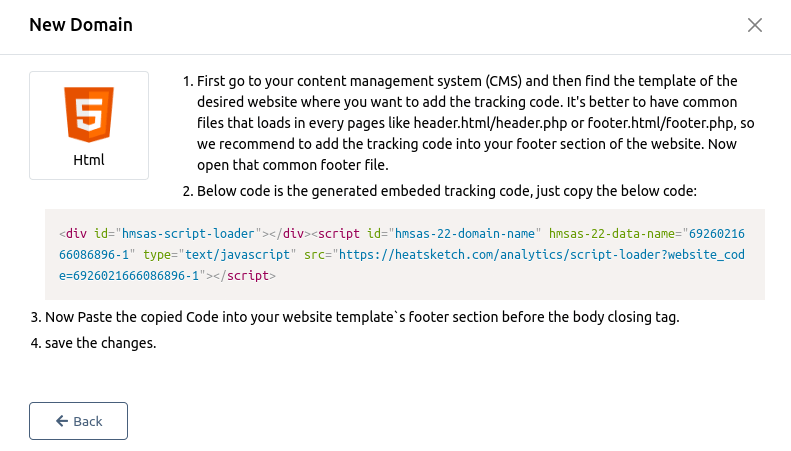 New Domain
Html
1. First go to your content management system (CMS) and then find the template of the
desired website where you want to add the tracking code. It's better to have common
files that loads in every pages like header.html/header.php or footer.html/footer.php, so
we recommend to add the tracking code into your footer section of the website. Now
open that common footer file.
2. Below code is the generated embeded tracking code, just copy the below code:
<div id="hmsas-script-loader"></div><script id="hmsas-22-domain-name" hmsas-22-data-name="69260216
66086896-1" type="text/javascript" src="https://heatsketch.com/analytics/script-loader?website_cod
e=6926021666086896-1"></script>
3. Now Paste the copied Code into your website template`s footer section before the body closing tag.
4. save the changes.
Back